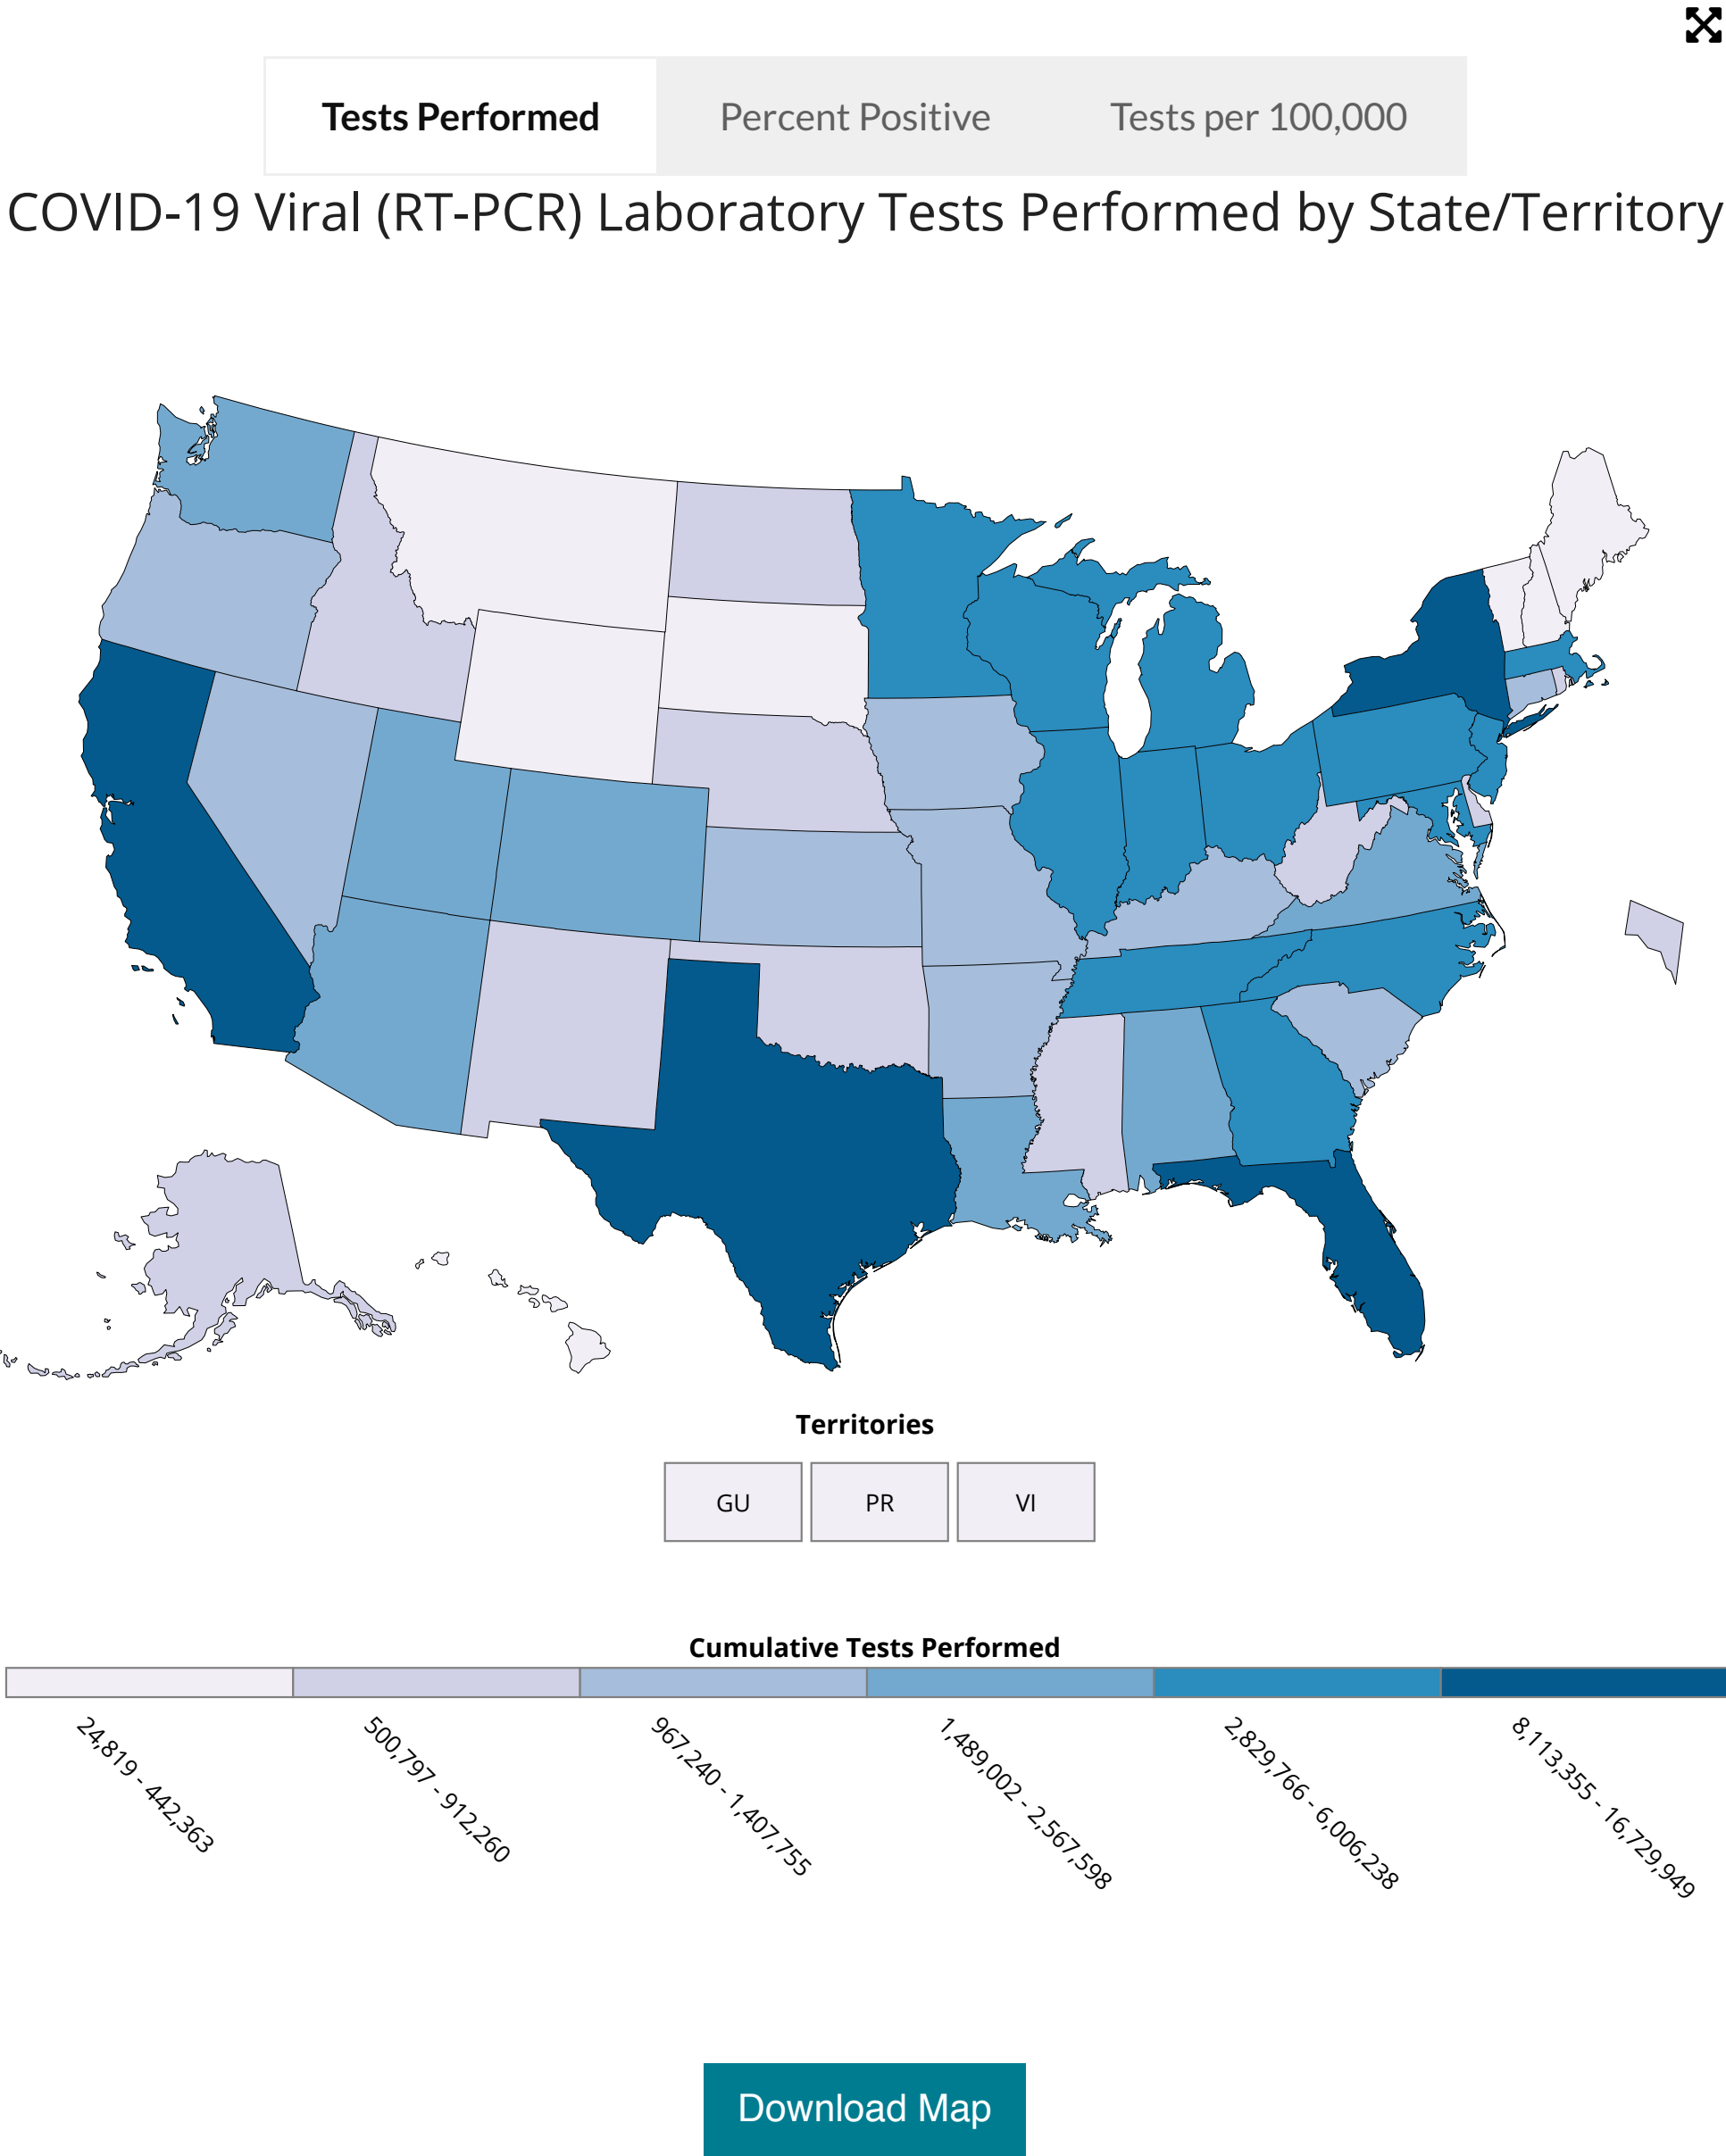 Tests Performed Percent Positive Tests per 100,000
COVID-19 Viral (RT-PCR) Laboratory Tests Performed by State/Territory
Territories
GU PR VI
Cumulative Tests Performed
24,819 - 442,363
500,797 - 912,260
967,240 - 1,407,755
1,489,002 - 2,567,598
2,829,766 - 6,006,238
8,113,355 - 16,729,949
Download Map